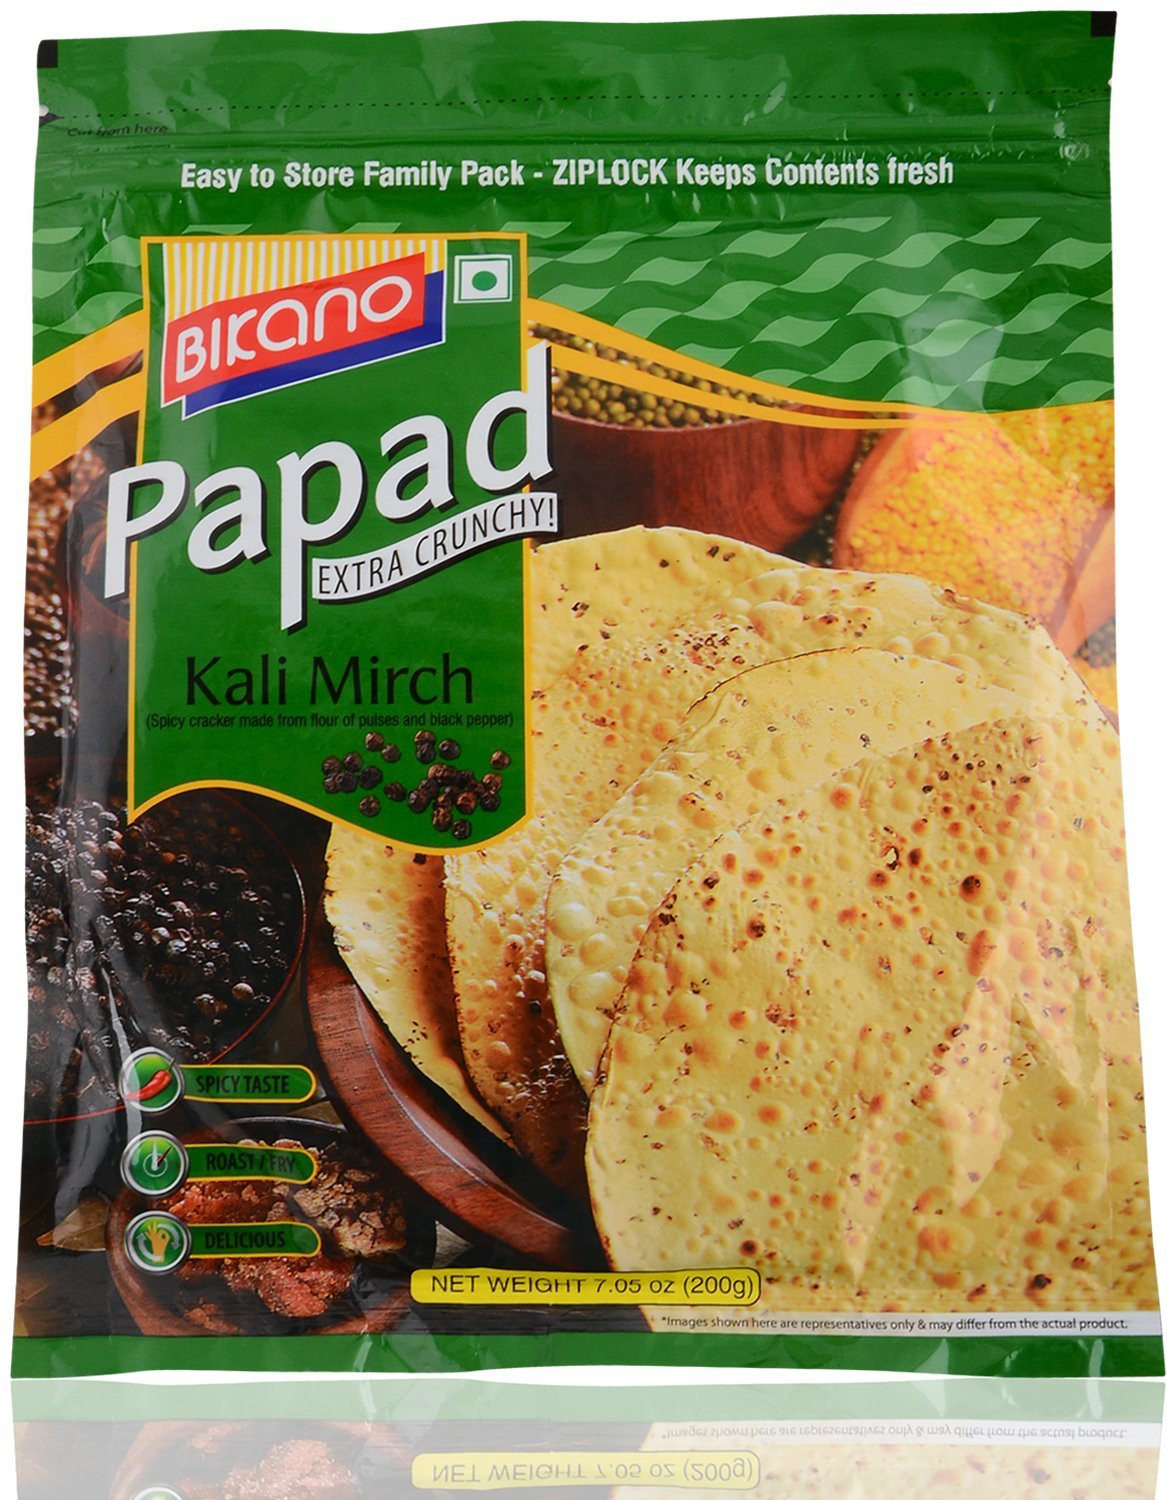 Cut from here
Easy to Store Family Pack - ZIPLOCK Keeps Contents fresh
BIKANO
Papad
EXTRA CRUNCHY!
Kali Mirch
(Spicy cracker made from flour of pulses and black pepper)
SPICY TASTE
ROAST / FRY
DELICIOUS
NET WEIGHT 7.05 oz (200g)
*Images shown here are representatives only & may differ from the actual product.